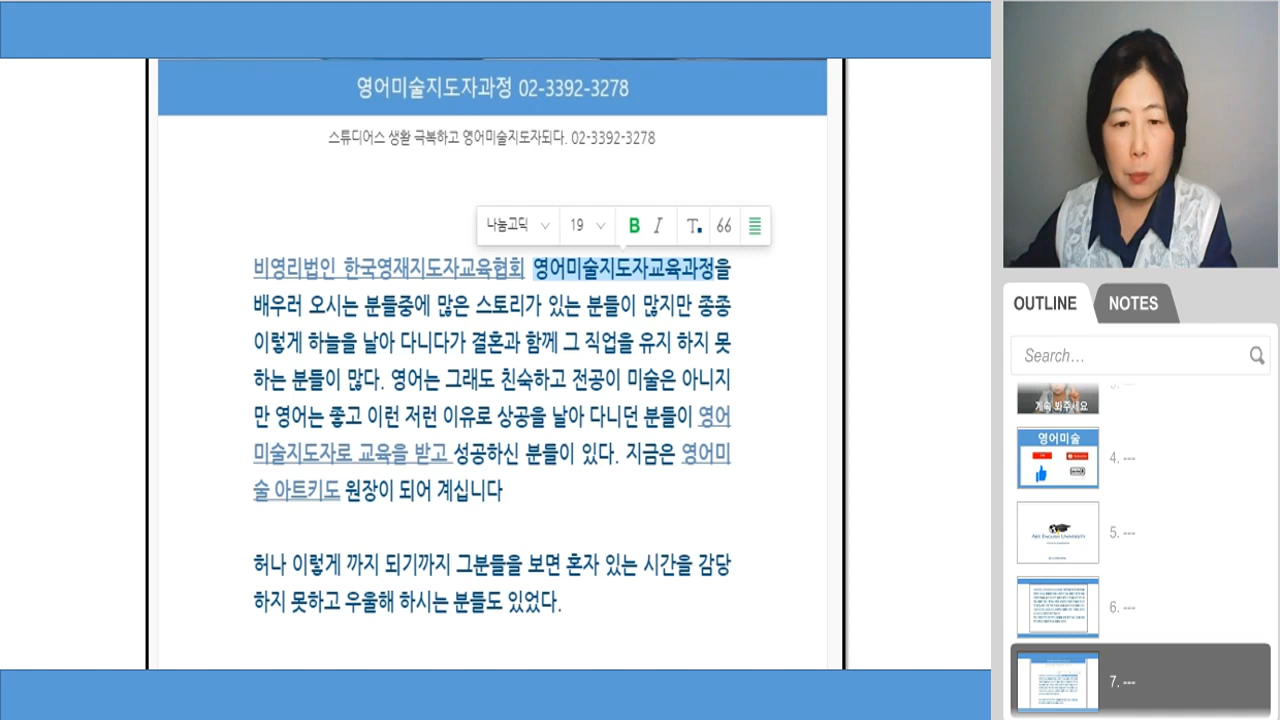 영어미술지도자과정 02-3392-3278
스튜디어스 생활 극복하고 영어미술지도자되다. 02-3392-3278
나눔고딕 19 B I T. 66
비영리법인 한국영재지도자교육협회 영어미술지도자교육과정을
배우러 오시는 분들중에 많은 스토리가 있는 분들이 많지만 종종
이렇게 하늘을 날아 다니다가 결혼과 함께 그 직업을 유지 하지 못
하는 분들이 많다. 영어는 그래도 친숙하고 전공이 미술은 아니지
만 영어는 좋고 이런 저런 이유로 상공을 날아 다니던 분들이 영어
미술지도자로 교육을 받고 성공하신 분들이 있다. 지금은 영어미
술 아트키도 원장이 되어 계십니다
허나 이렇게 까지 되기까지 그분들을 보면 혼자 있는 시간을 감당
하지 못하고 우울해 하시는 분들도 있었다.
OUTLINE NOTES
Search...
계속 봐주세요
영어미술
4. ---
ART ENGLISH UNIVERSITY
5. ---
6. ---
7. ---